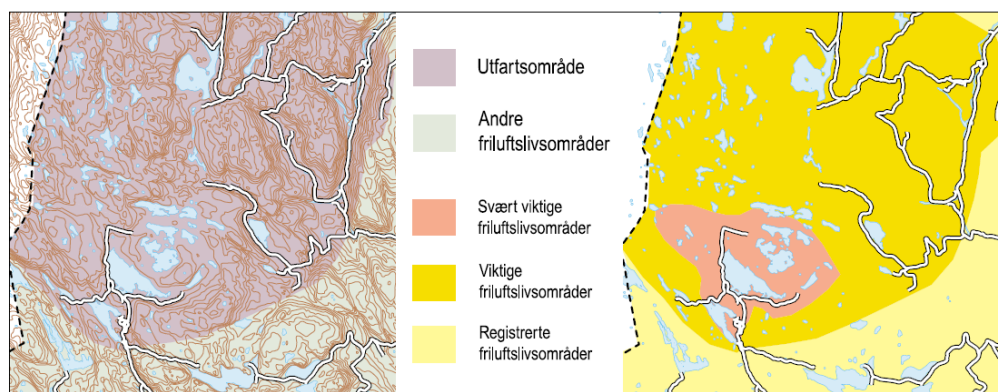 Utfartsområde
Andre
friluftslivsområder
Svært viktige
friluftslivsområder
Viktige
friluftslivsområder
Registrerte
friluftslivsområder